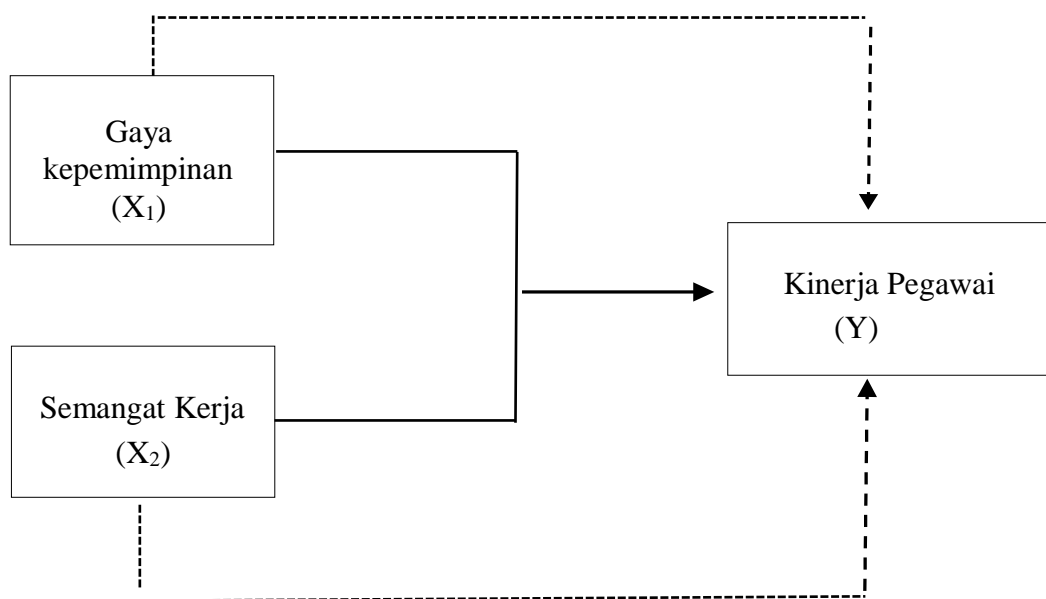 Gaya
kepemimpinan
(X₁)
Kinerja Pegawai
(Y)
Semangat Kerja
(X₂)